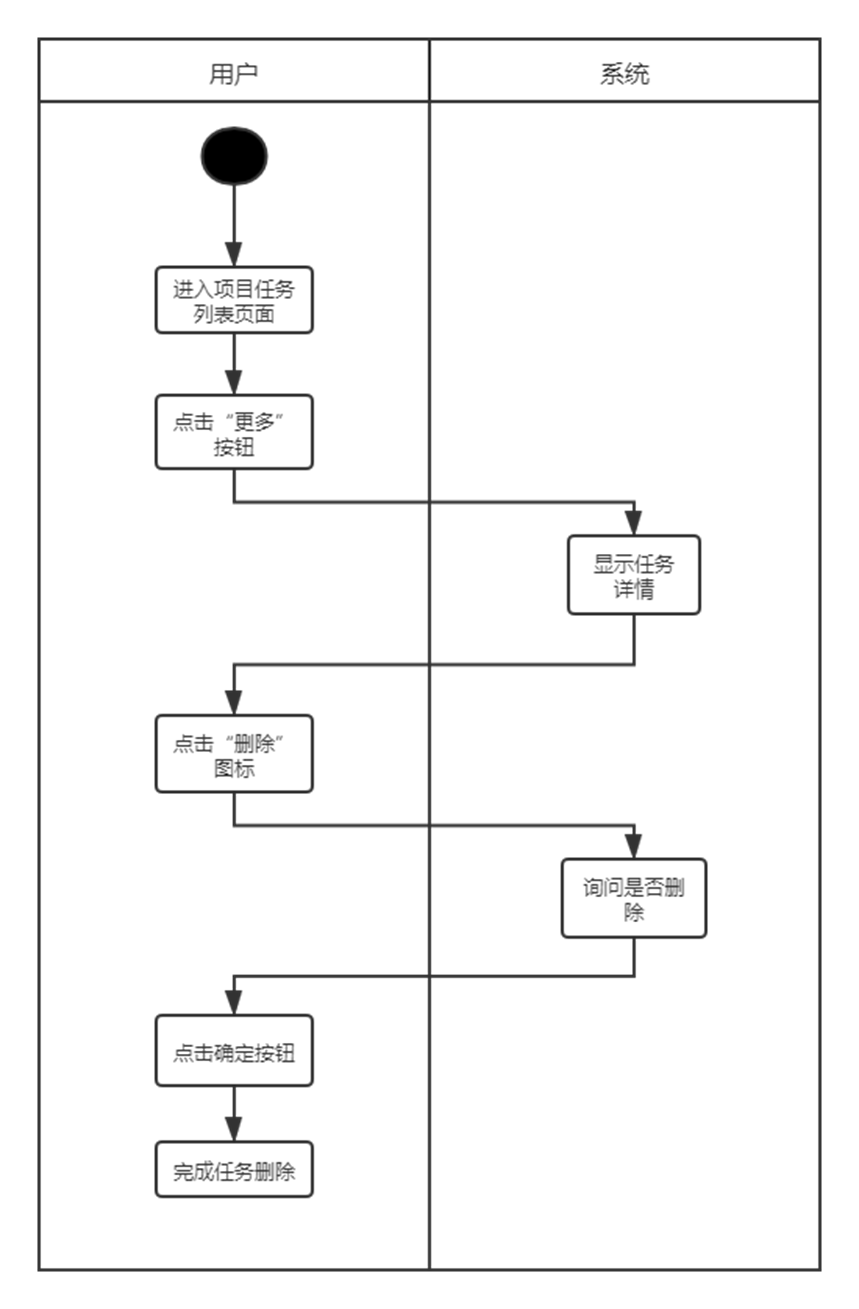 用户
系统
进入项目任务
列表页面
点击“更多”
按钮
显示任务
详情
点击“删除”
图标
询问是否删
除
点击确定按钮
完成任务删除